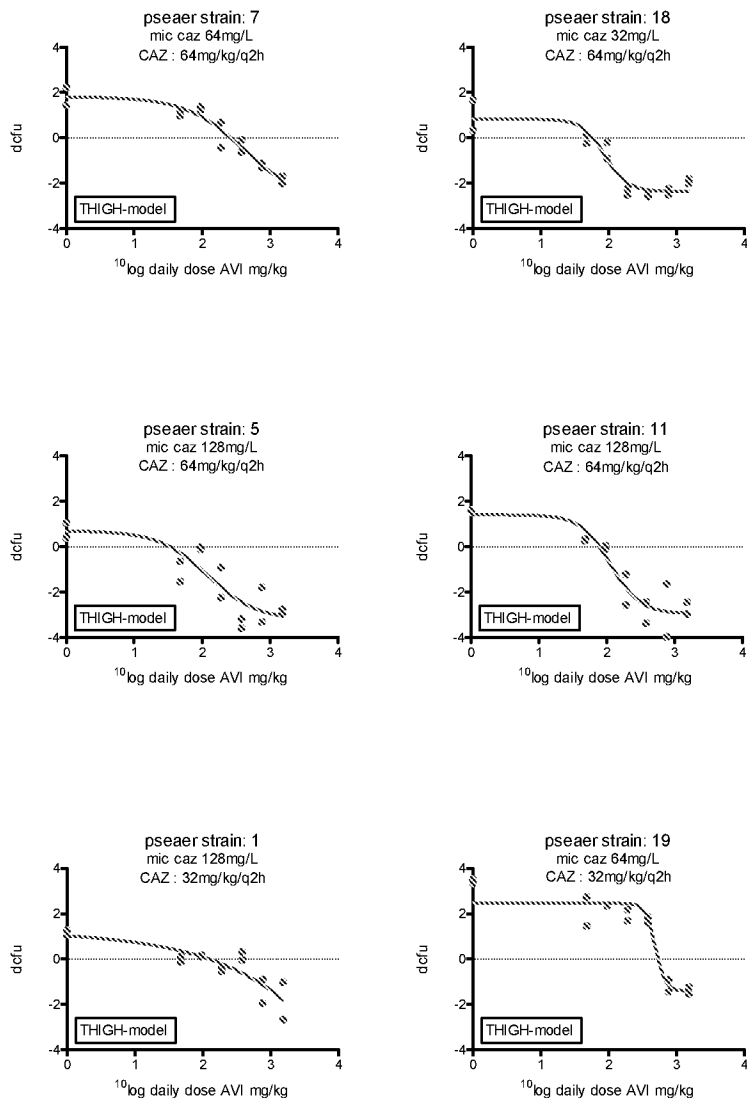 pseaer strain: 7
mic caz 64mg/L
CAZ : 64mg/kg/q2h
4
2
0
-2
-4
dcfu
THIGH-model
0 1 2 3 4
10log daily dose AVI mg/kg
pseaer strain: 18
mic caz 32mg/L
CAZ : 64mg/kg/q2h
4
2
0
-2
-4
dcfu
THIGH-model
0 1 2 3 4
10log daily dose AVI mg/kg
pseaer strain: 5
mic caz 128mg/L
CAZ : 64mg/kg/q2h
4
2
0
-2
-4
dcfu
THIGH-model
0 1 2 3 4
10log daily dose AVI mg/kg
pseaer strain: 11
mic caz 128mg/L
CAZ : 64mg/kg/q2h
4
2
0
-2
-4
dcfu
THIGH-model
0 1 2 3 4
10log daily dose AVI mg/kg
pseaer strain: 1
mic caz 128mg/L
CAZ : 32mg/kg/q2h
4
2
0
-2
-4
dcfu
THIGH-model
0 1 2 3 4
10log daily dose AVI mg/kg
pseaer strain: 19
mic caz 64mg/L
CAZ : 32mg/kg/q2h
4
2
0
-2
-4
dcfu
THIGH-model
0 1 2 3 4
10log daily dose AVI mg/kg